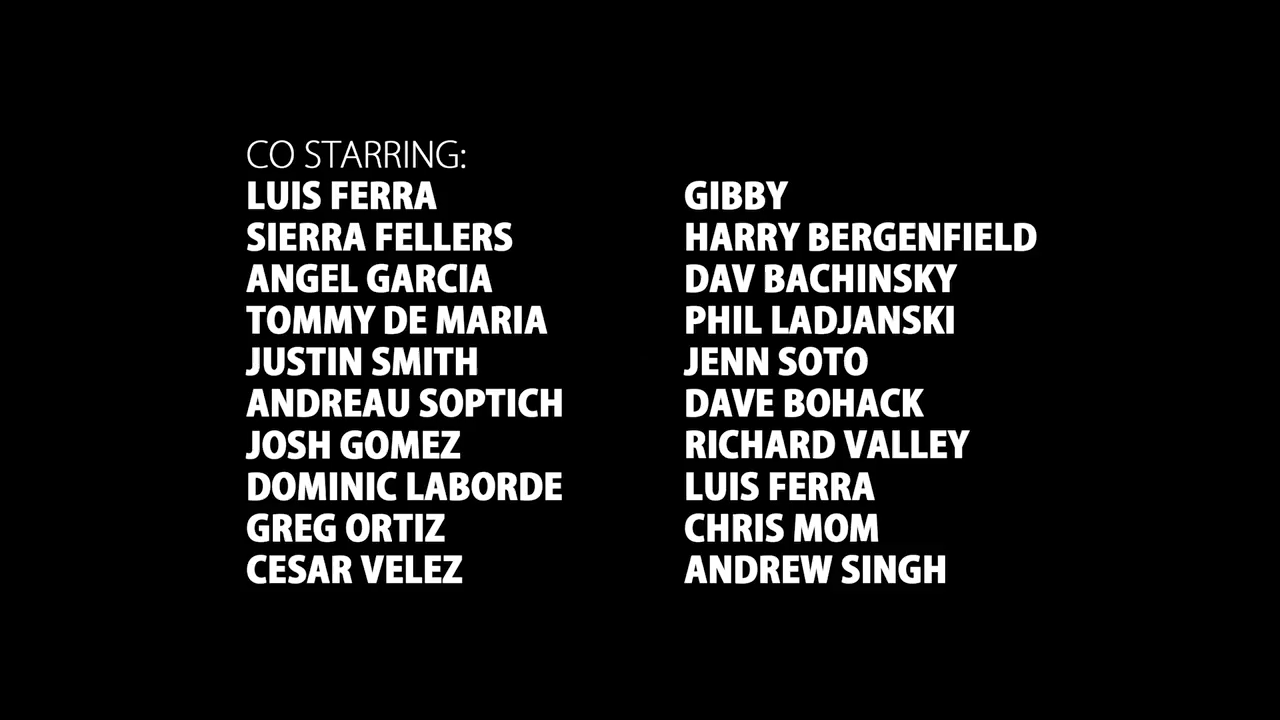 CO STARRING:
LUIS FERRA
SIERRA FELLERS
ANGEL GARCIA
TOMMY DE MARIA
JUSTIN SMITH
ANDREAU SOPTICH
JOSH GOMEZ
DOMINIC LABORDE
GREG ORTIZ
CESAR VELEZ
GIBBY
HARRY BERGENFIELD
DAV BACHINSKY
PHIL LADJANSKI
JENN SOTO
DAVE BOHACK
RICHARD VALLEY
LUIS FERRA
CHRIS MOM
ANDREW SINGH